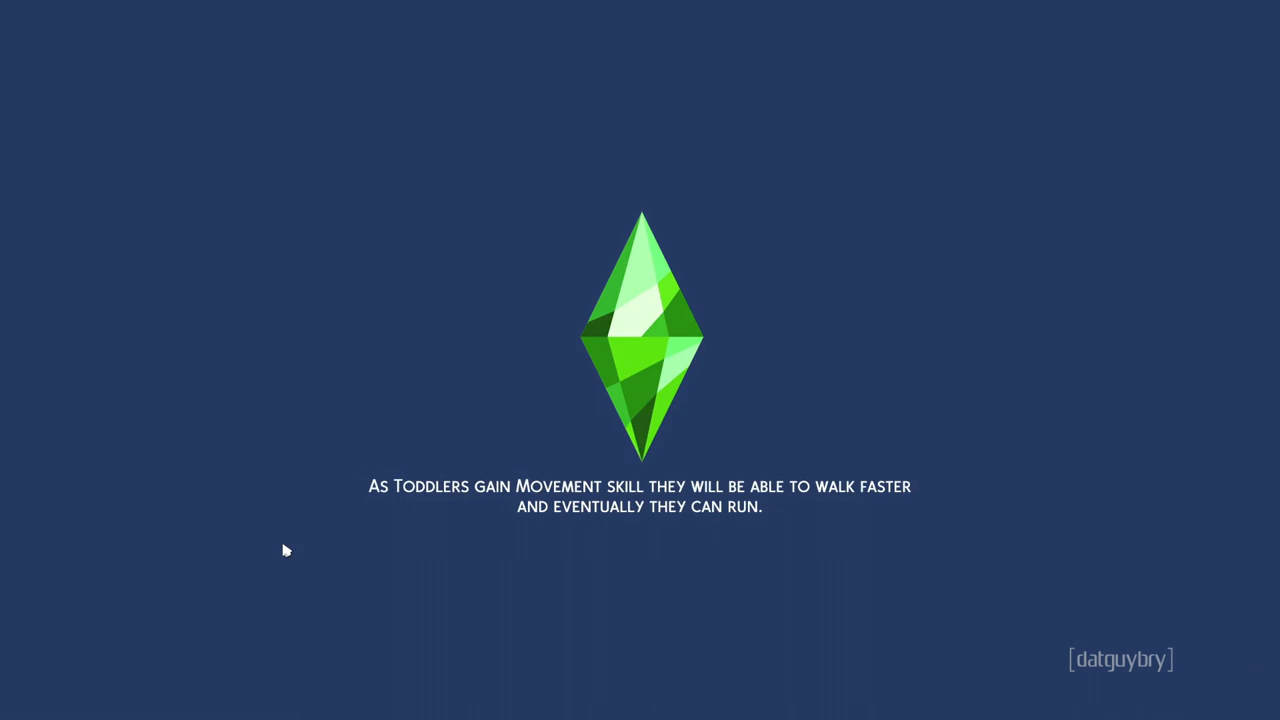 As Toddlers gain Movement skill they will be able to walk faster
and eventually they can run.
[datguybry]